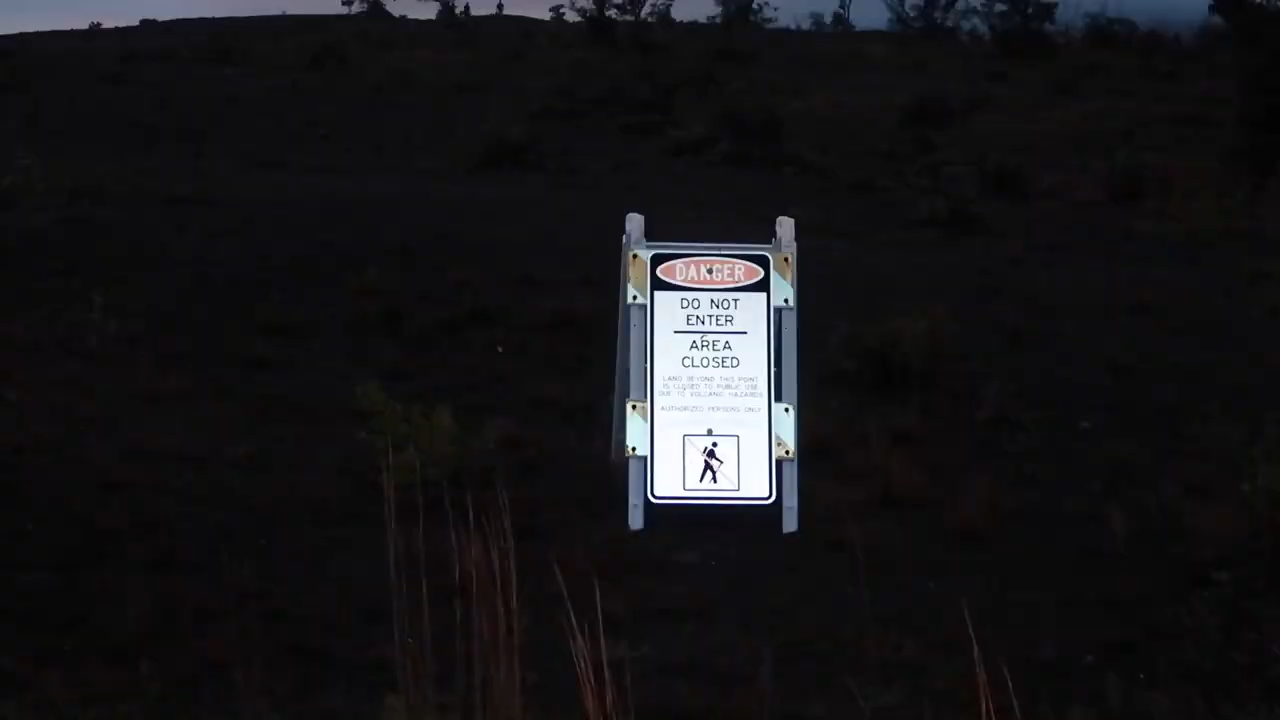 DANGER
DO NOT
ENTER
AREA
CLOSED
LAND BEYOND THIS POINT
IS CLOSED TO PUBLIC USE
DUE TO VOLCANIC HAZARDS
AUTHORIZED PERSONS ONLY